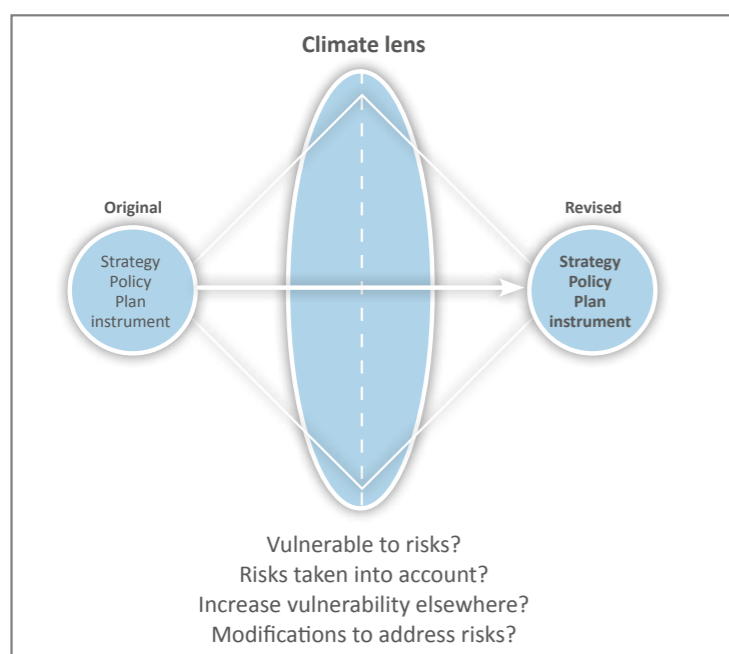 Climate lens
Original
Strategy
Policy
Plan
instrument
Revised
Strategy
Policy
Plan
instrument
Vulnerable to risks?
Risks taken into account?
Increase vulnerability elsewhere?
Modifications to address risks?